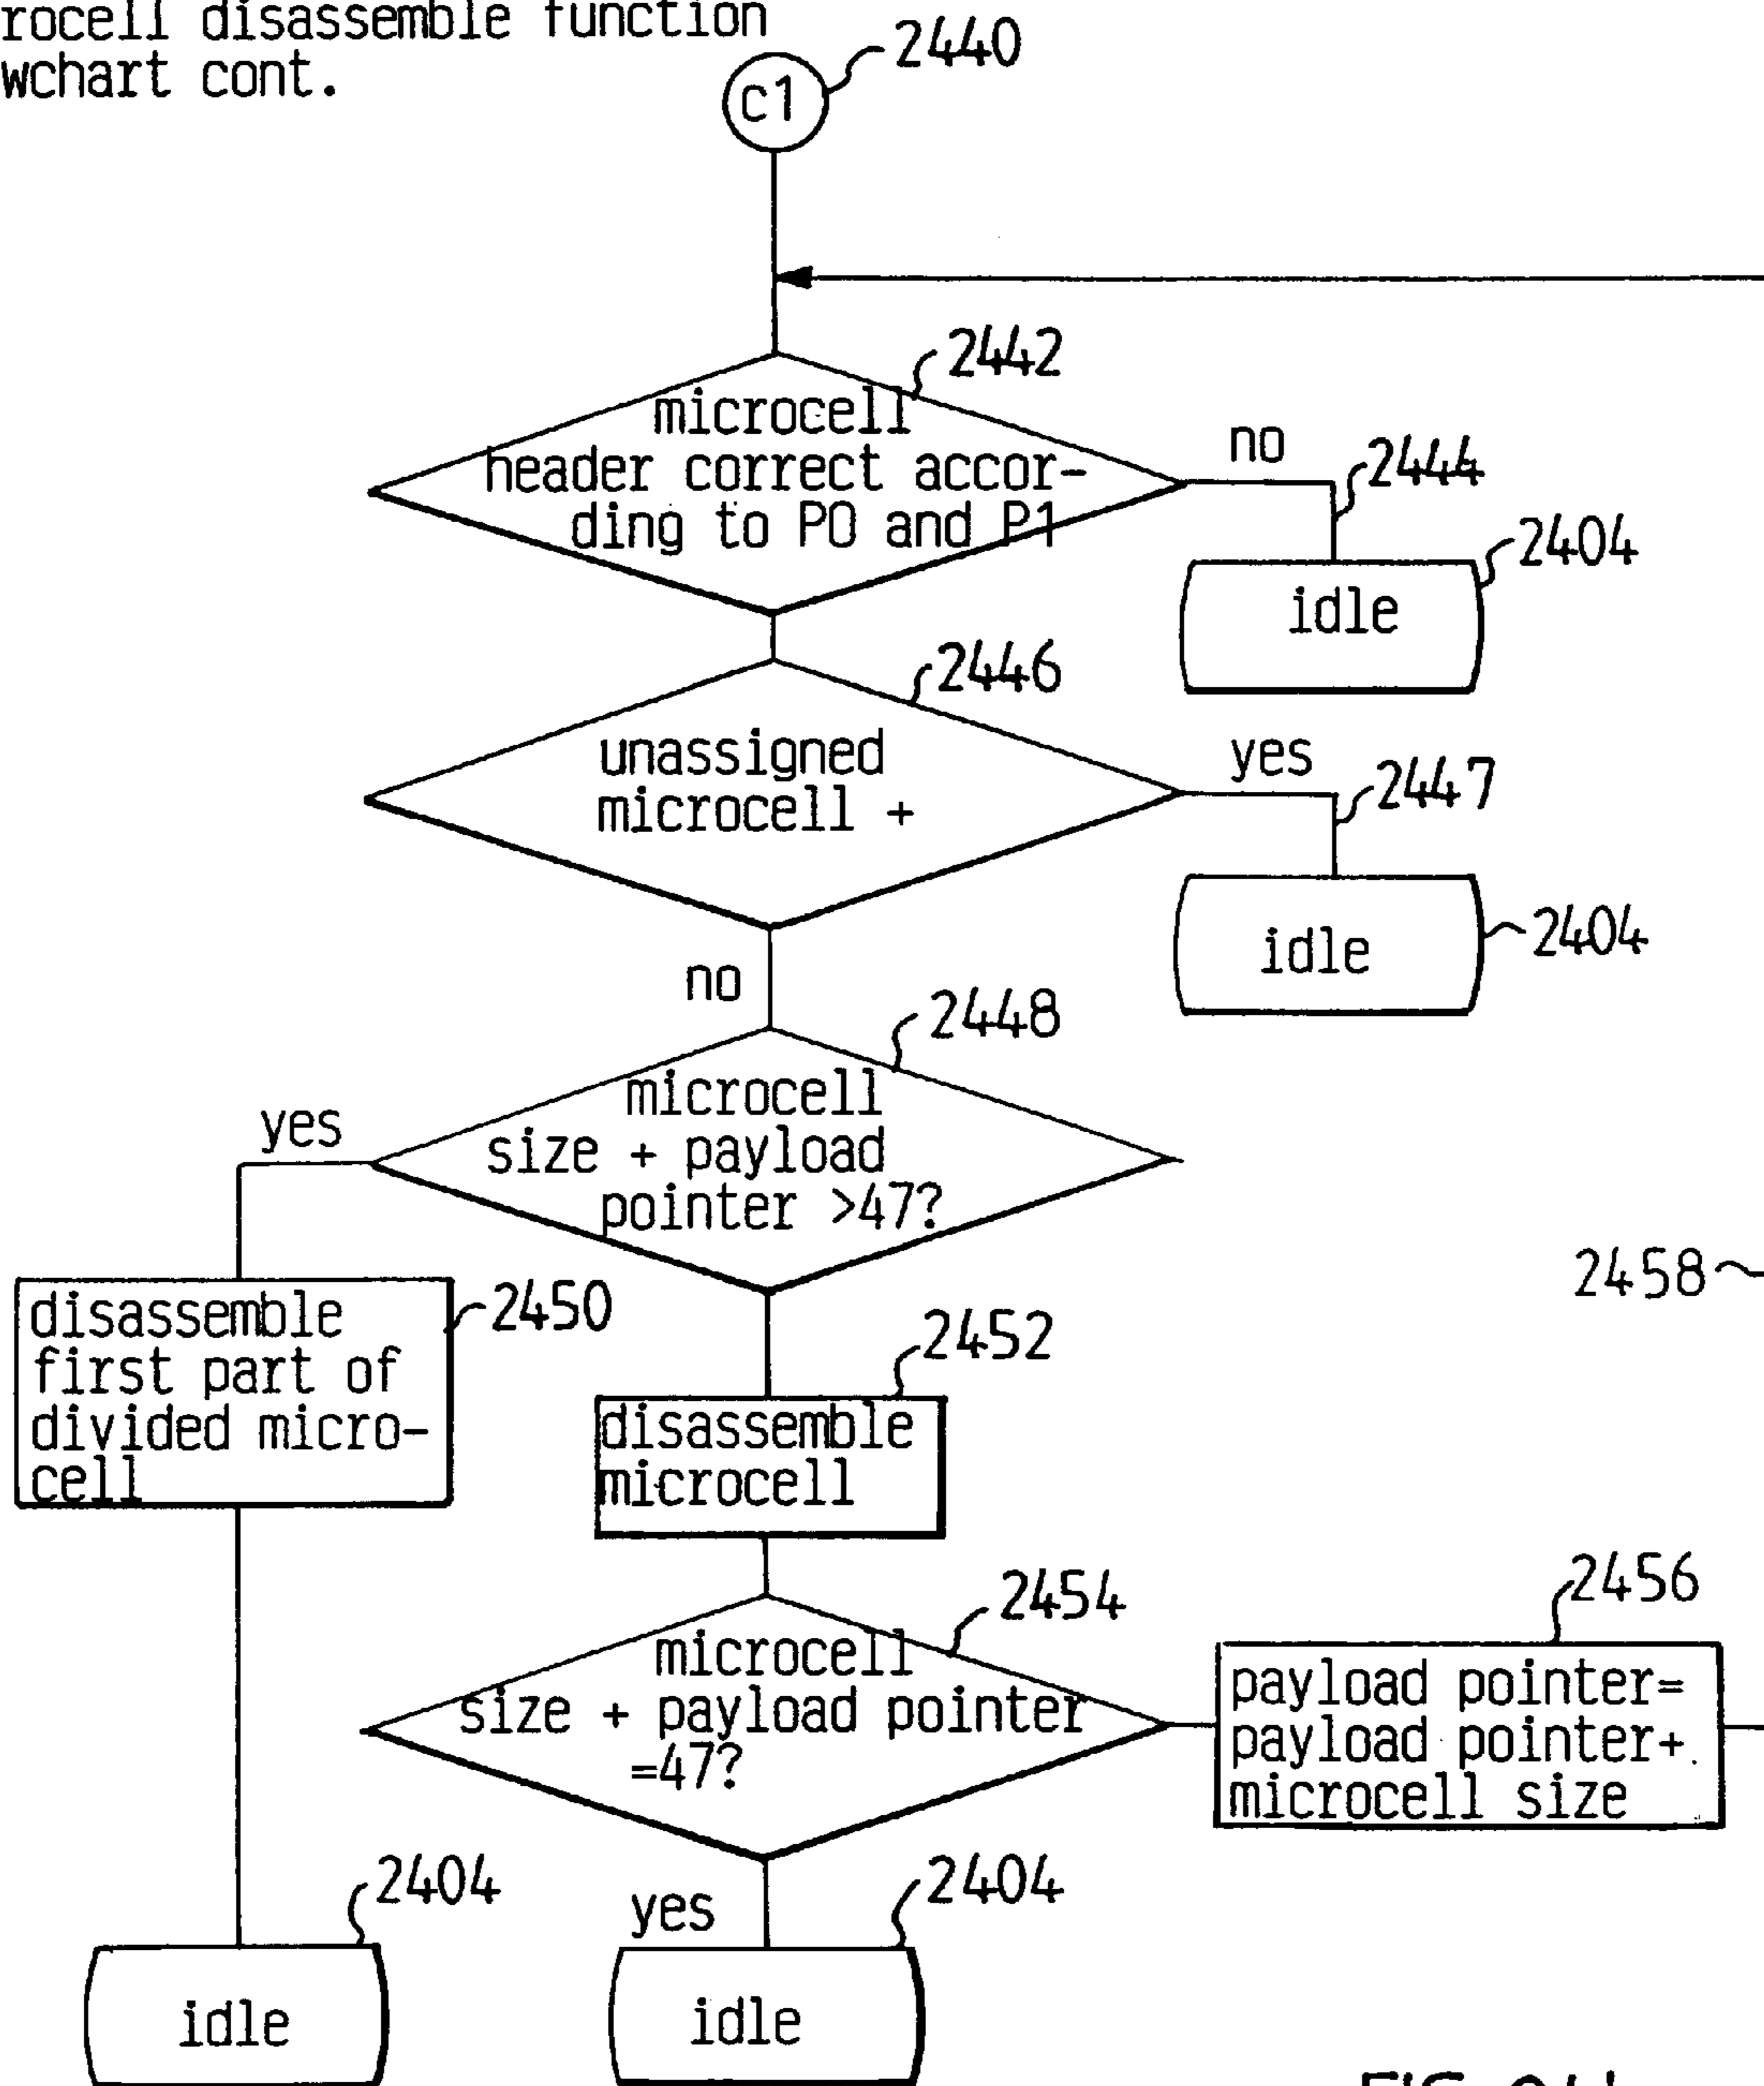 rocell disassemble function
wchart cont.
c1
2440
2442
microcell
header correct accor-
ding to P0 and P1
no
2444
2404
idle
2446
unassigned
microcell +
yes
2447
idle
2404
no
2448
microcell
size + payload
pointer >47?
yes
2458
disassemble
first part of
divided micro-
cell
2450
2452
disassemble
microcell
2454
microcell
size + payload pointer
=47?
2456
payload pointer=
payload pointer+
microcell size
2404
yes
2404
idle
idle